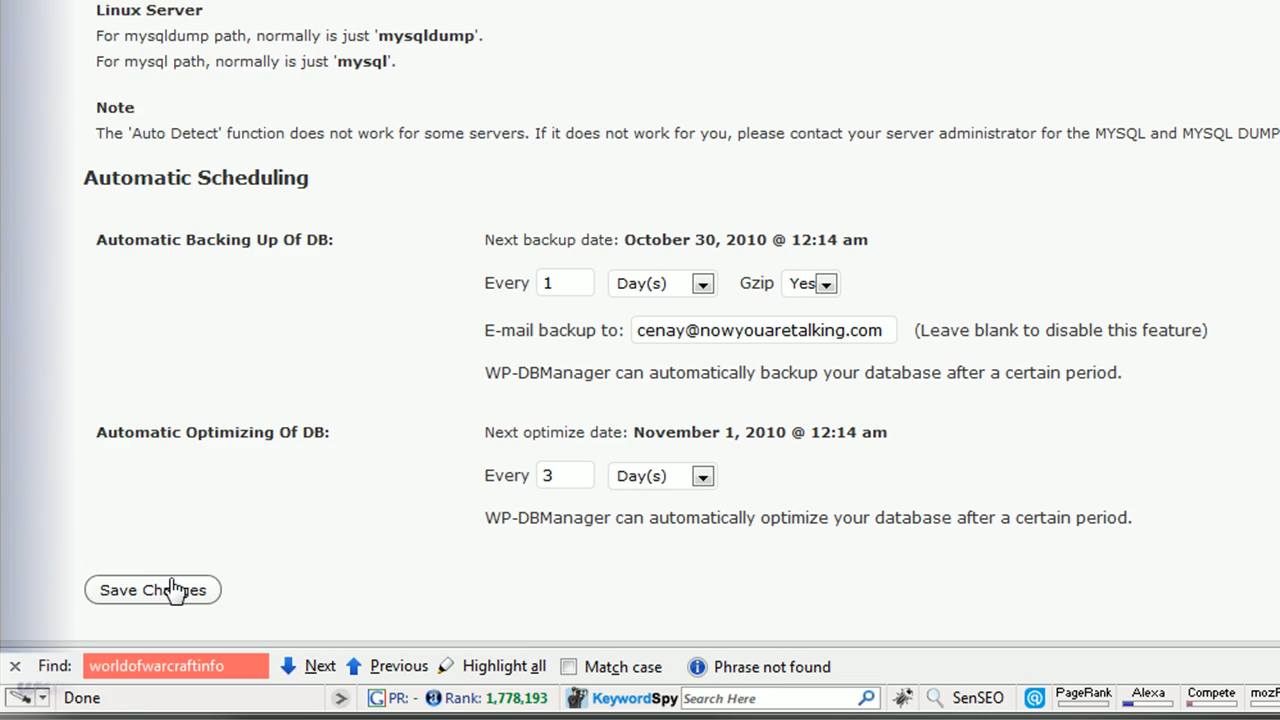 Linux Server
For mysqldump path, normally is just 'mysqldump'.
For mysql path, normally is just 'mysql'.
Note
The 'Auto Detect' function does not work for some servers. If it does not work for you, please contact your server administrator for the MYSQL and MYSQL DUMP
Automatic Scheduling
Automatic Backing Up Of DB:
Next backup date: October 30, 2010 @ 12:14 am
Every 1 Day(s) Gzip Yes
E-mail backup to: cenay@nowyouaretalking.com (Leave blank to disable this feature)
WP-DBManager can automatically backup your database after a certain period.
Automatic Optimizing Of DB:
Next optimize date: November 1, 2010 @ 12:14 am
Every 3 Day(s)
WP-DBManager can automatically optimize your database after a certain period.
Save Changes
Find: worldofwarcraftinfo Next Previous Highlight all Match case Phrase not found
Done PR: - Rank: 1,778,193 KeywordSpy Search Here SenSEO PageRank Alexa Compete mozR